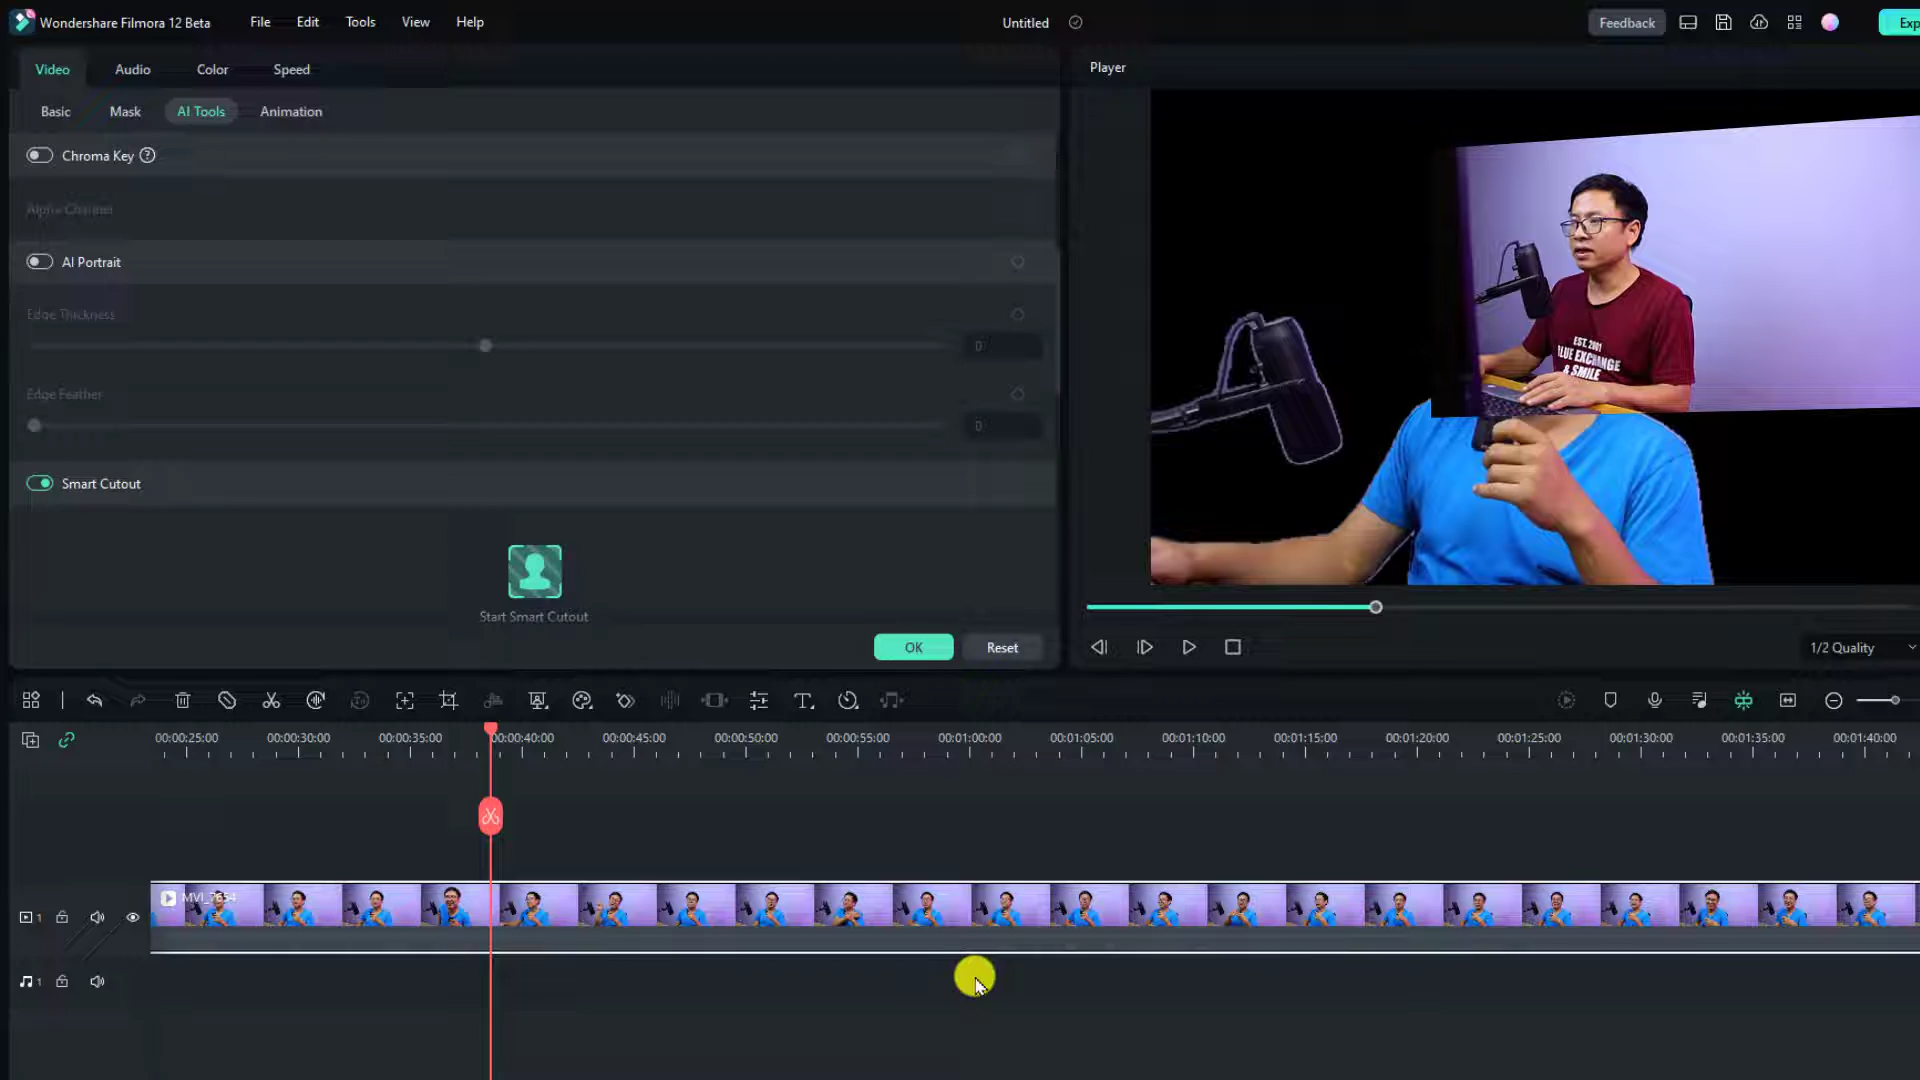 Wondershare Filmora 12 Beta
File Edit Tools View Help
Untitled
Feedback
Exp
Video Audio Color Speed
Player
Basic Mask AI Tools Animation
Chroma Key ?
Alpha Channel
AI Portrait
Edge Thickness
0
Edge Feather
0
Smart Cutout
Start Smart Cutout
OK Reset
EST. 2001
BLUE EXCHANGE
& SMILE
1/2 Quality
00:00:25:00 00:00:30:00 00:00:35:00 00:00:40:00 00:00:45:00 00:00:50:00 00:00:55:00 00:01:00:00 00:01:05:00 00:01:10:00 00:01:15:00 00:01:20:00 00:01:25:00 00:01:30:00 00:01:35:00 00:01:40:00
MVI_7654
1
1